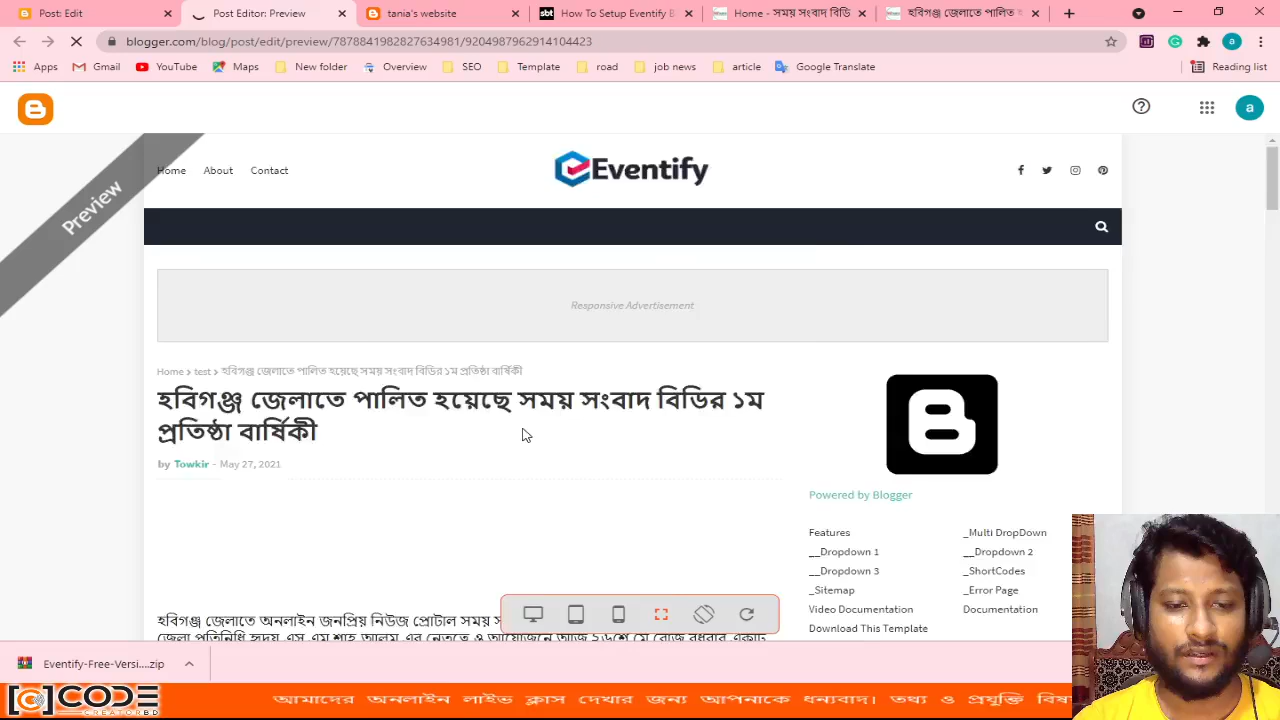 Post: Edit
Post Editor: Preview
tania's website
sbt How To Setup Eventify B
Home - সময় সংবাদ বিডি
হবিগঞ্জ জেলাতে পালিত হ
blogger.com/blog/post/edit/preview/7878841982827634981/9204987962914104423
Apps Gmail YouTube Maps New folder Overview SEO Template road job news article Google Translate Reading list
a
Preview
Home About Contact
Eventify
Responsive Advertisement
Home › test › হবিগঞ্জ জেলাতে পালিত হয়েছে সময় সংবাদ বিডির ১ম প্রতিষ্ঠা বার্ষিকী
হবিগঞ্জ জেলাতে পালিত হয়েছে সময় সংবাদ বিডির ১ম
প্রতিষ্ঠা বার্ষিকী
by Towkir - May 27, 2021
Powered by Blogger
Features
_Multi DropDown
__Dropdown 1
__Dropdown 2
__Dropdown 3
_ShortCodes
_Sitemap
_Error Page
Video Documentation
Documentation
Download This Template
হবিগঞ্জ জেলাতে অনলাইন জনপ্রিয় নিউজ প্রোটাল সময় স
Eventify-Free-Versi....zip
[C] CODE
CREATORBD
আমাদের অনলাইন লাইভ ক্লাস দেখার জন্য আপনাকে ধন্যবাদ। তথ্য ও প্রযুক্তি বিষ